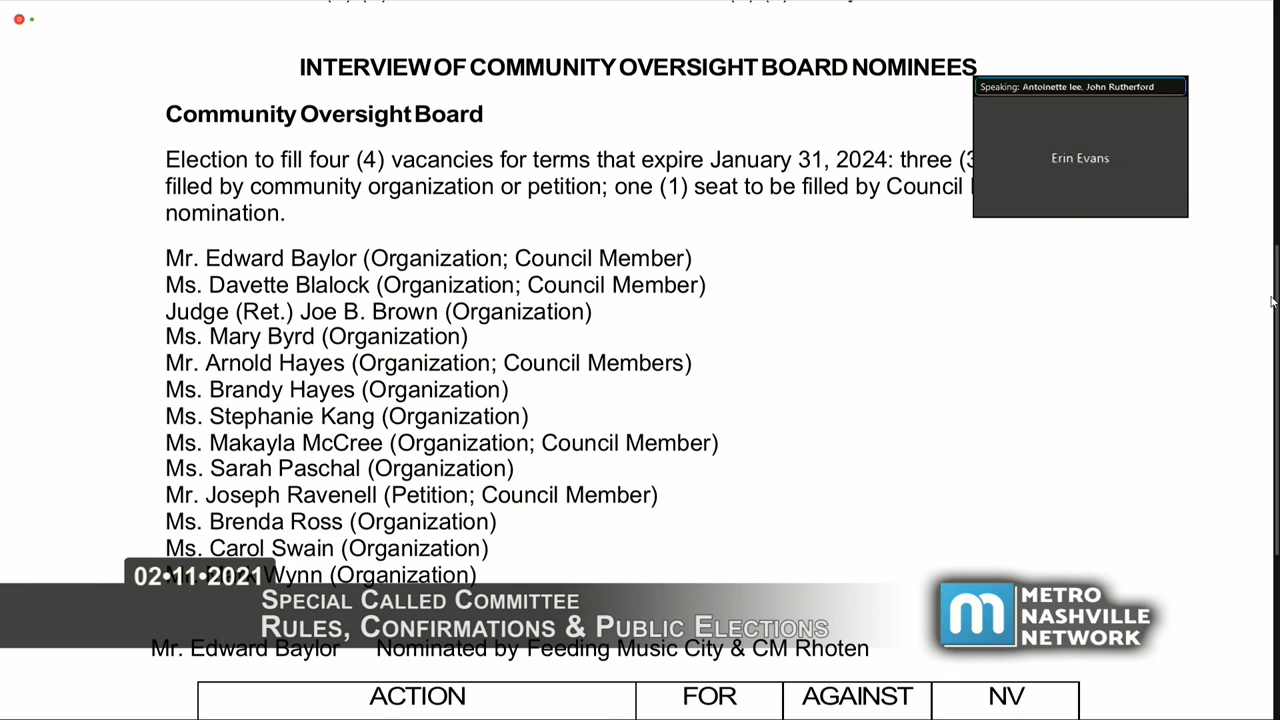 INTERVIEW OF COMMUNITY OVERSIGHT BOARD NOMINEES
Speaking: Antoinette lee, John Rutherford
Erin Evans
Community Oversight Board
Election to fill four (4) vacancies for terms that expire January 31, 2024: three (3
filled by community organization or petition; one (1) seat to be filled by Council
nomination.
Mr. Edward Baylor (Organization; Council Member)
Ms. Davette Blalock (Organization; Council Member)
Judge (Ret.) Joe B. Brown (Organization)
Ms. Mary Byrd (Organization)
Mr. Arnold Hayes (Organization; Council Members)
Ms. Brandy Hayes (Organization)
Ms. Stephanie Kang (Organization)
Ms. Makayla McCree (Organization; Council Member)
Ms. Sarah Paschal (Organization)
Mr. Joseph Ravenell (Petition; Council Member)
Ms. Brenda Ross (Organization)
Ms. Carol Swain (Organization)
Wynn (Organization)
02•11•2021
SPECIAL CALLED COMMITTEE
RULES, CONFIRMATIONS & PUBLIC ELECTIONS
METRO
NASHVILLE
NETWORK
Mr. Edward Baylor Nominated by Feeding Music City & CM Rhoten
ACTION FOR AGAINST NV